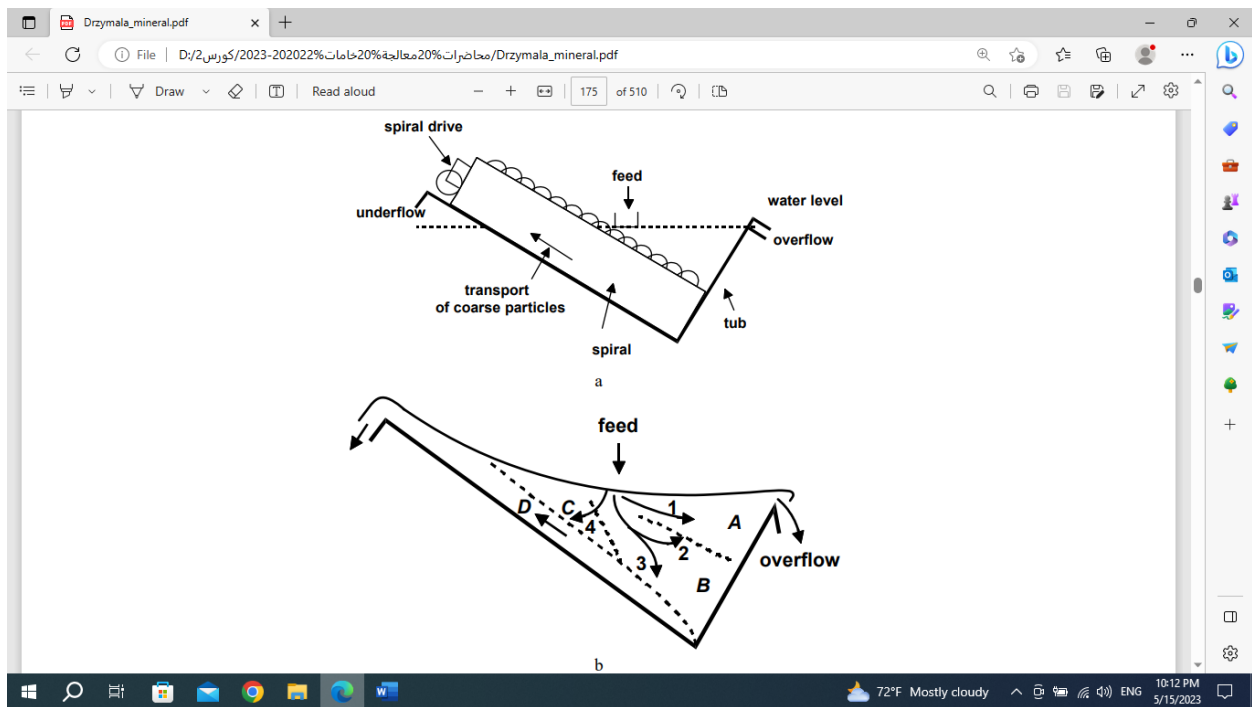 Drzymala_mineral.pdf
File
D:/2كورس/2023-202022%خامات%20معالجة%20محاضرات/Drzymala_mineral.pdf
Draw
Read aloud
175
of 510
spiral drive
feed
water level
underflow
overflow
transport
of coarse particles
tub
spiral
a
feed
1
A
D
C
4
2
3
B
overflow
b
72°F Mostly cloudy
ENG
10:12 PM
5/15/2023